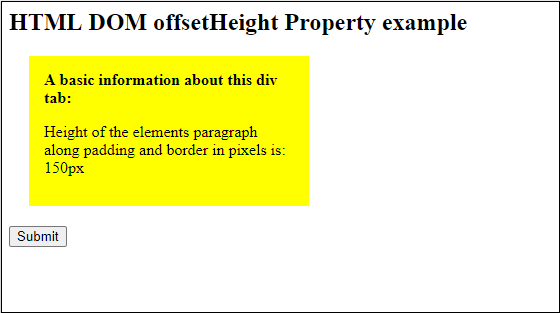 HTML DOM offsetHeight Property example
A basic information about this div
tab:
Height of the elements paragraph
along padding and border in pixels is:
150px
Submit